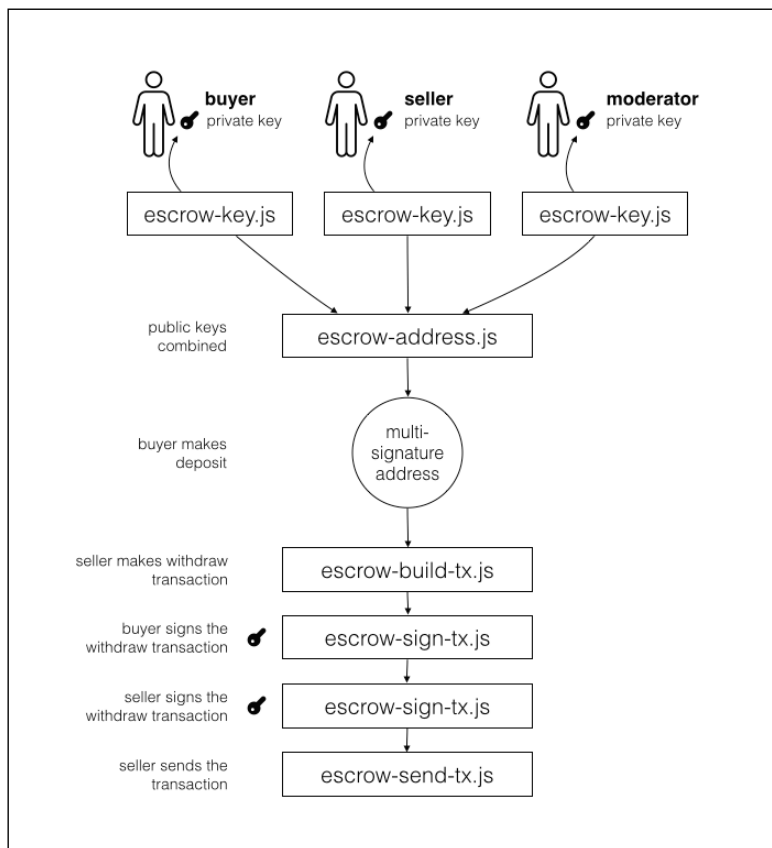 buyer
private key
seller
private key
moderator
private key
escrow-key.js
escrow-key.js
escrow-key.js
public keys
combined
escrow-address.js
buyer makes
deposit
multi-
signature
address
seller makes withdraw
transaction
escrow-build-tx.js
buyer signs the
withdraw transaction
escrow-sign-tx.js
seller signs the
withdraw transaction
escrow-sign-tx.js
seller sends the
transaction
escrow-send-tx.js